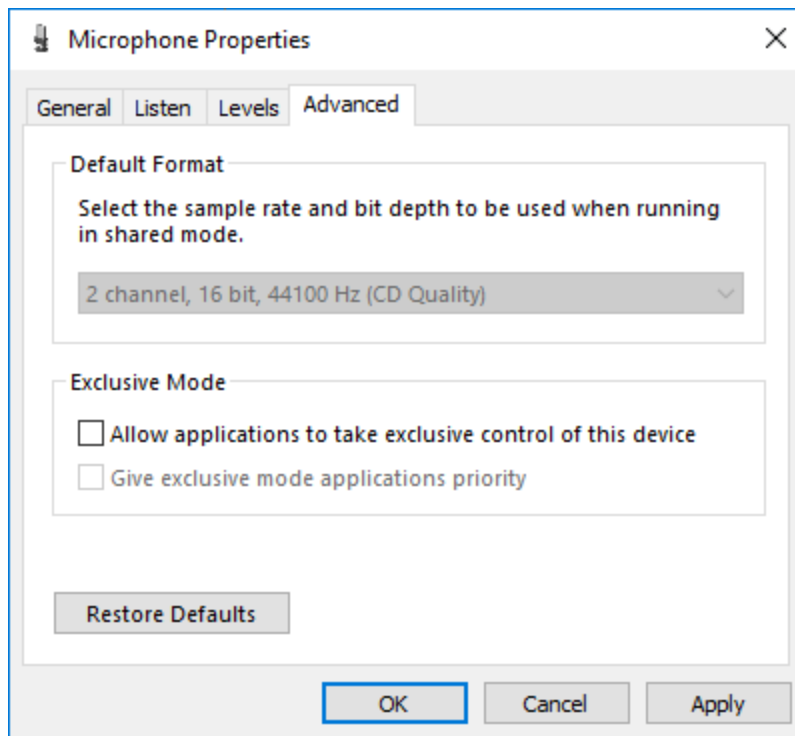 Microphone Properties
General Listen Levels Advanced
Default Format
Select the sample rate and bit depth to be used when running
in shared mode.
2 channel, 16 bit, 44100 Hz (CD Quality)
Exclusive Mode
Allow applications to take exclusive control of this device
Give exclusive mode applications priority
Restore Defaults
OK Cancel Apply